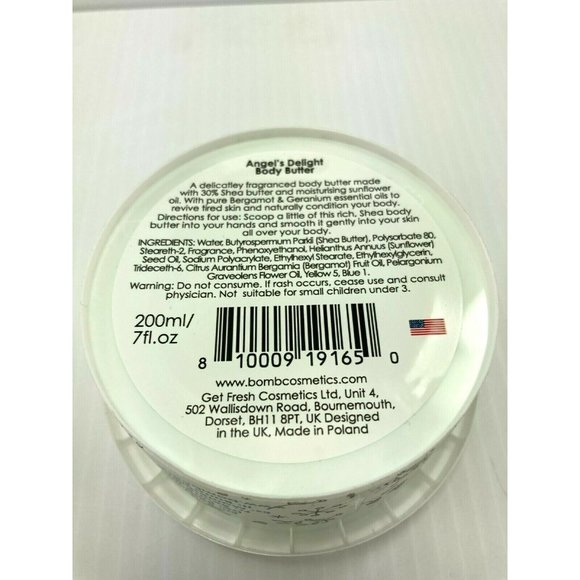 Angel's Delight
Body Butter
A delicatley fragranced body butter made
with 30% Shea butter and moisturising sunflower
oil. With pure Bergamot & Geranium essential oils to
revive tired skin and naturally condition your body.
Directions for use: Scoop a little of this rich, Shea body
butter into your hands and smooth it gently into your skin
all over your body.
INGREDIENTS: Water, Butyrospermum Parkii (Shea Butter), Polysorbate 80,
Steareth-2, Fragrance, Phenoxyethanol, Helianthus Annuus (Sunflower)
Seed Oil, Sodium Polyacrylate, Ethylhexyl Stearate, Ethylhexylglycerin,
Trideceth-6, Citrus Aurantium Bergamia (Bergamot) Fruit Oil, Pelargonium
Graveolens Flower Oil, Yellow 5, Blue 1.
Warning: Do not consume. If rash occurs, cease use and consult
physician. Not suitable for small children under 3.
200ml/
7fl.oz
8 10009 19165 0
www.bombcosmetics.com
Get Fresh Cosmetics Ltd, Unit 4,
502 Wallisdown Road, Bournemouth,
Dorset, BH11 8PT, UK Designed
in the UK, Made in Poland